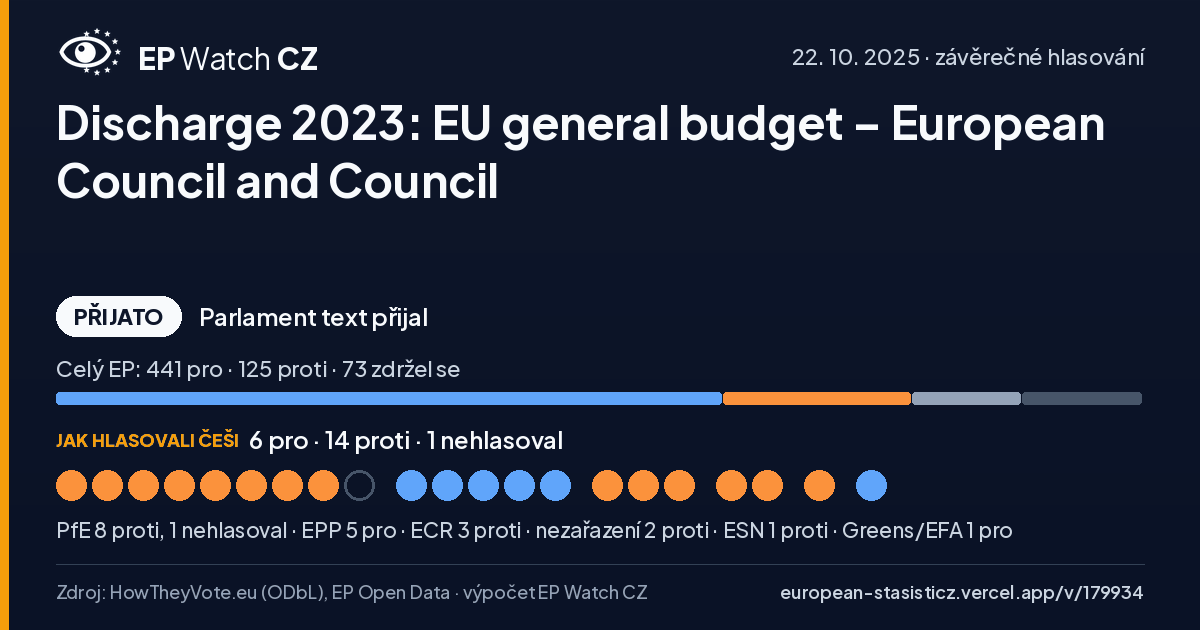 EP Watch CZ
22. 10. 2025 · závěrečné hlasování
Discharge 2023: EU general budget – European
Council and Council
PŘIJATO Parlament text přijal
Celý EP: 441 pro · 125 proti · 73 zdržel se
JAK HLASOVALI ČEŠI 6 pro · 14 proti · 1 nehlasoval
PfE 8 proti, 1 nehlasoval · EPP 5 pro · ECR 3 proti · nezařazení 2 proti · ESN 1 proti · Greens/EFA 1 pro
Zdroj: HowTheyVote.eu (ODbL), EP Open Data · výpočet EP Watch CZ
european-stasisticz.vercel.app/v/179934